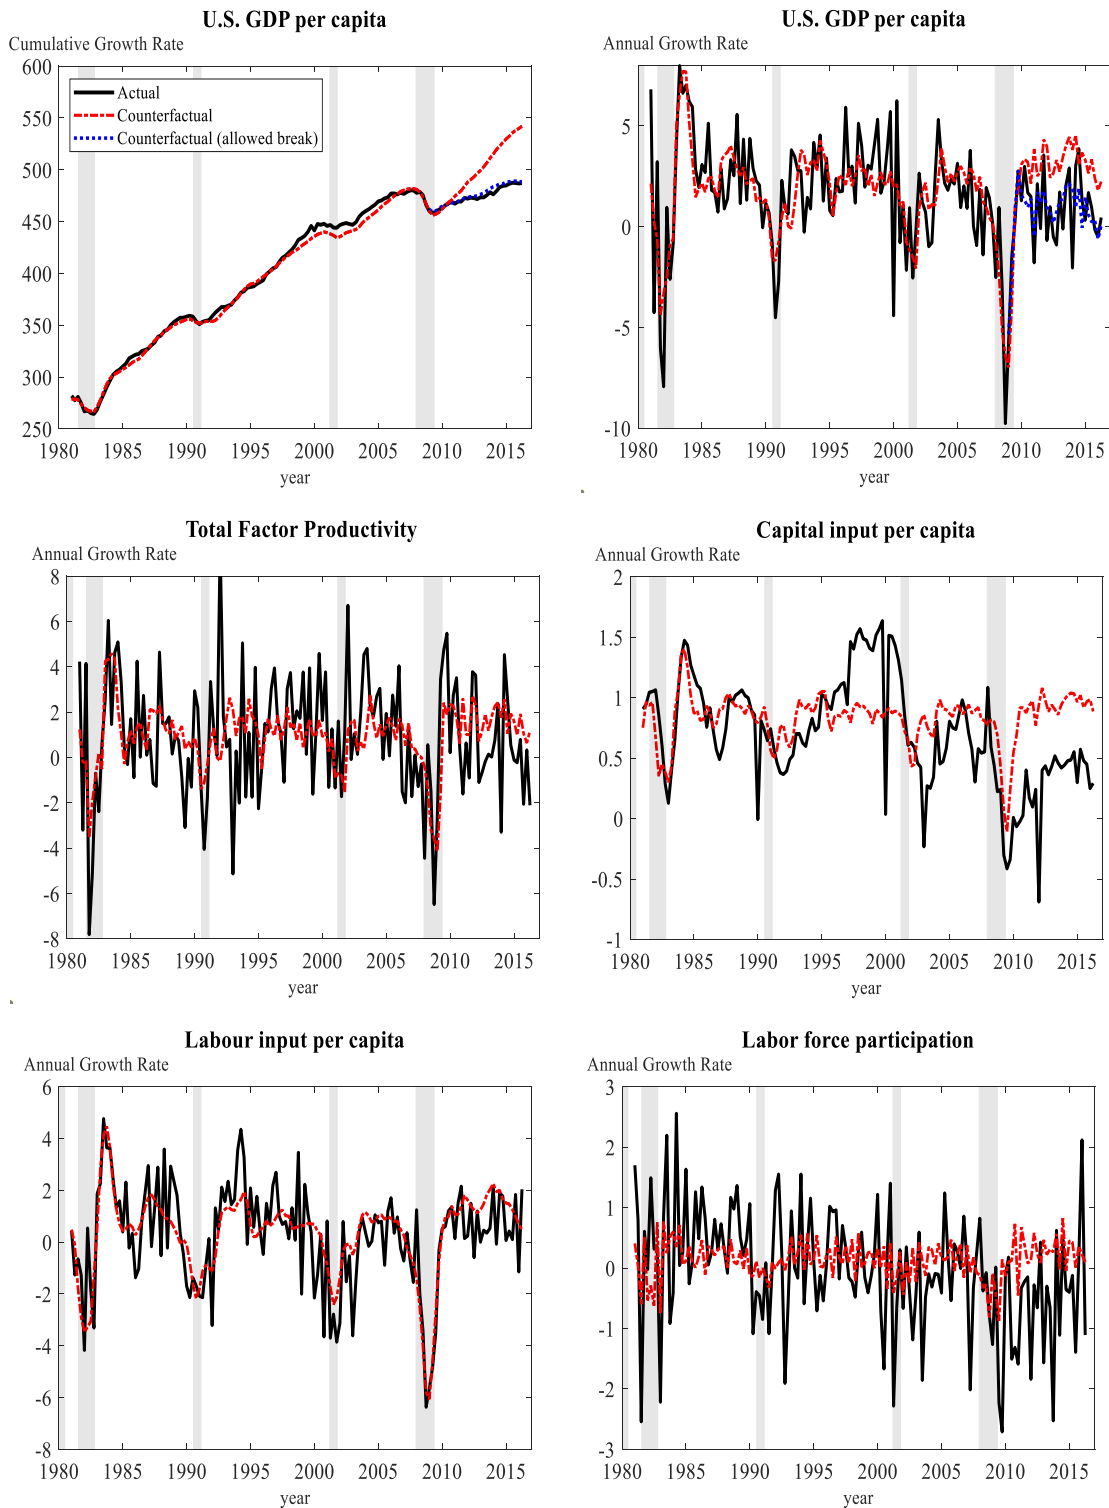 U.S. GDP per capita
Cumulative Growth Rate
600
550
500
450
400
350
300
250
Actual
Counterfactual
Counterfactual (allowed break)
1980 1985 1990 1995 2000 2005 2010 2015
year
U.S. GDP per capita
Annual Growth Rate
5
0
-5
-10
1980 1985 1990 1995 2000 2005 2010 2015
year
Total Factor Productivity
Annual Growth Rate
8
6
4
2
0
-2
-4
-6
-8
1980 1985 1990 1995 2000 2005 2010 2015
year
Capital input per capita
Annual Growth Rate
2
1.5
1
0.5
0
-0.5
-1
1980 1985 1990 1995 2000 2005 2010 2015
year
Labour input per capita
Annual Growth Rate
6
4
2
0
-2
-4
-6
-8
1980 1985 1990 1995 2000 2005 2010 2015
year
Labor force participation
Annual Growth Rate
3
2
1
0
-1
-2
-3
1980 1985 1990 1995 2000 2005 2010 2015
year